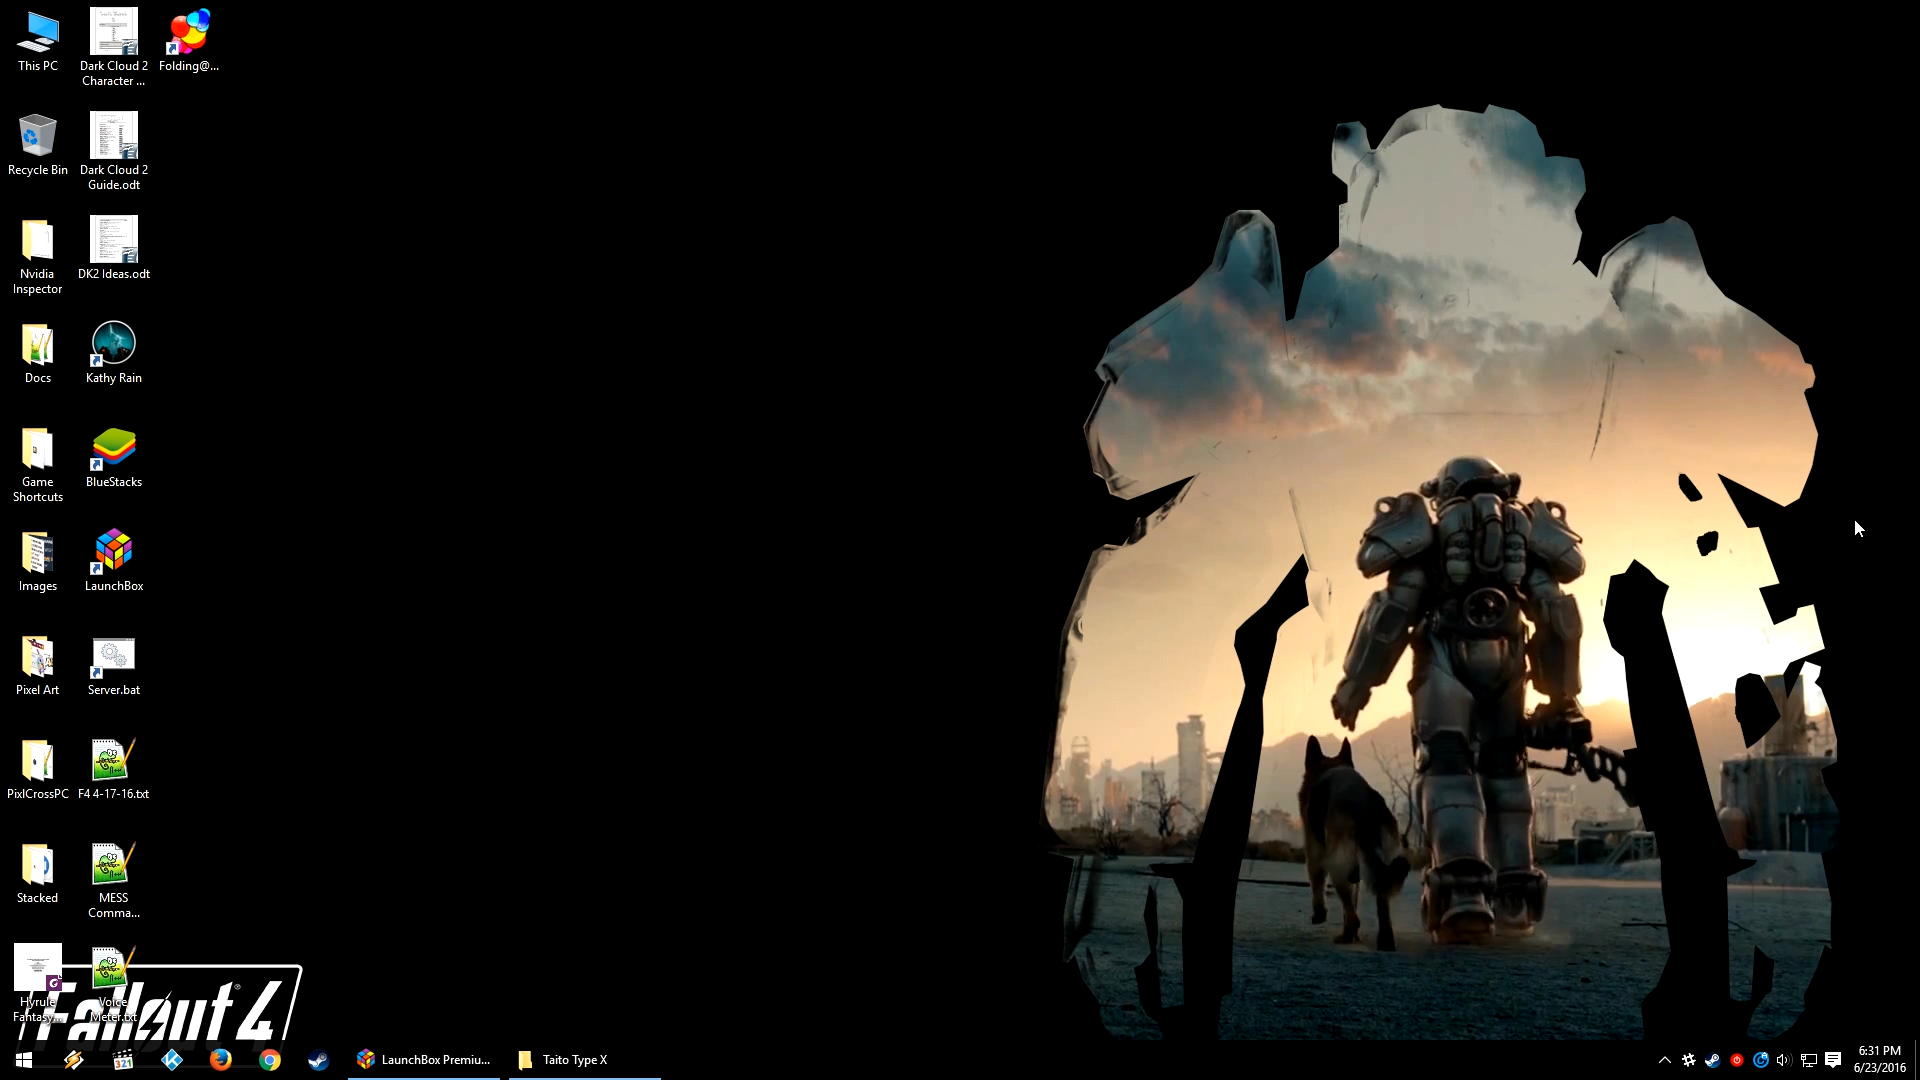 This PC
Dark Cloud 2
Character ...
Folding@...
Recycle Bin
Dark Cloud 2
Guide.odt
Nvidia
Inspector
DK2 Ideas.odt
Docs
Kathy Rain
Game
Shortcuts
BlueStacks
Images
LaunchBox
Pixel Art
Server.bat
PixlCrossPC
F4 4-17-16.txt
Stacked
MESS
Comma...
Hyrule
Fantasy...
Voice
Meter.txt
Fallout 4
321
LaunchBox Premiu...
Taito Type X
6:31 PM
6/23/2016